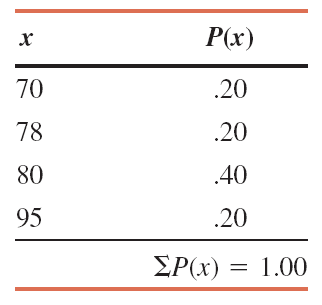 x P(x)
70 .20
78 .20
80 .40
95 .20
ΣP(x) = 1.00